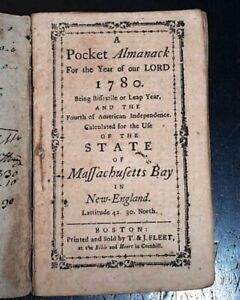 A
Pocket Almanack
For the Year of our LORD
1780.
Being Bissextile or Leap Year,
AND THE
Fourth of American Independence.
Calculated for the Use
OF THE
STATE
OF
Massachusetts Bay
IN
New-England.
Lattitude 42. 30. North.
BOSTON:
Printed and Sold by T. & J. FLEET,
at the Bible and Heart in Cornhill.